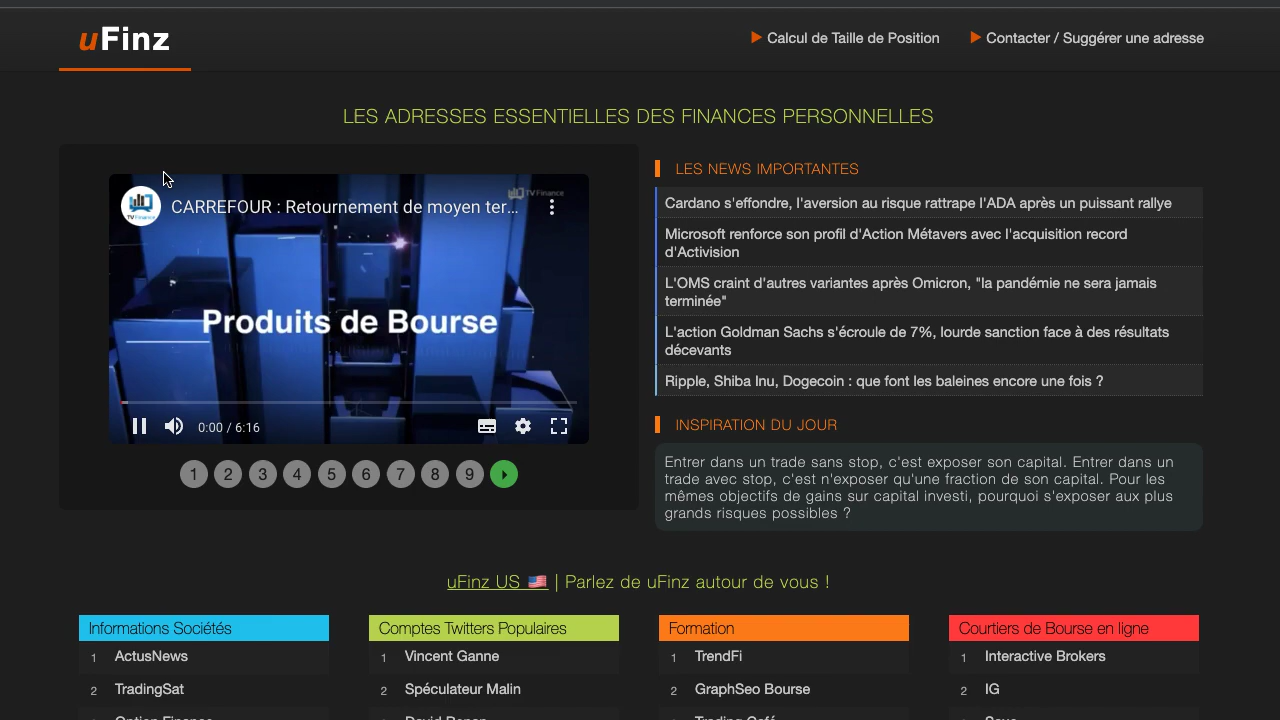 uFinz
Calcul de Taille de Position
Contacter / Suggérer une adresse
LES ADRESSES ESSENTIELLES DES FINANCES PERSONNELLES
TV Finance
CARREFOUR : Retournement de moyen ter...
TV Finance
Produits de Bourse
0:00 / 6:16
1 2 3 4 5 6 7 8 9
LES NEWS IMPORTANTES
Cardano s'effondre, l'aversion au risque rattrape l'ADA après un puissant rallye
Microsoft renforce son profil d'Action Métavers avec l'acquisition record
d'Activision
L'OMS craint d'autres variantes après Omicron, "la pandémie ne sera jamais
terminée"
L'action Goldman Sachs s'écroule de 7%, lourde sanction face à des résultats
décevants
Ripple, Shiba Inu, Dogecoin : que font les baleines encore une fois ?
INSPIRATION DU JOUR
Entrer dans un trade sans stop, c'est exposer son capital. Entrer dans un
trade avec stop, c'est n'exposer qu'une fraction de son capital. Pour les
mêmes objectifs de gains sur capital investi, pourquoi s'exposer aux plus
grands risques possibles ?
uFinz US 🇺🇸 | Parlez de uFinz autour de vous !
Informations Sociétés
1 ActusNews
2 TradingSat
Option Finance
Comptes Twitters Populaires
1 Vincent Ganne
2 Spéculateur Malin
Formation
1 TrendFi
2 GraphSeo Bourse
Trading Café
Courtiers de Bourse en ligne
1 Interactive Brokers
2 IG